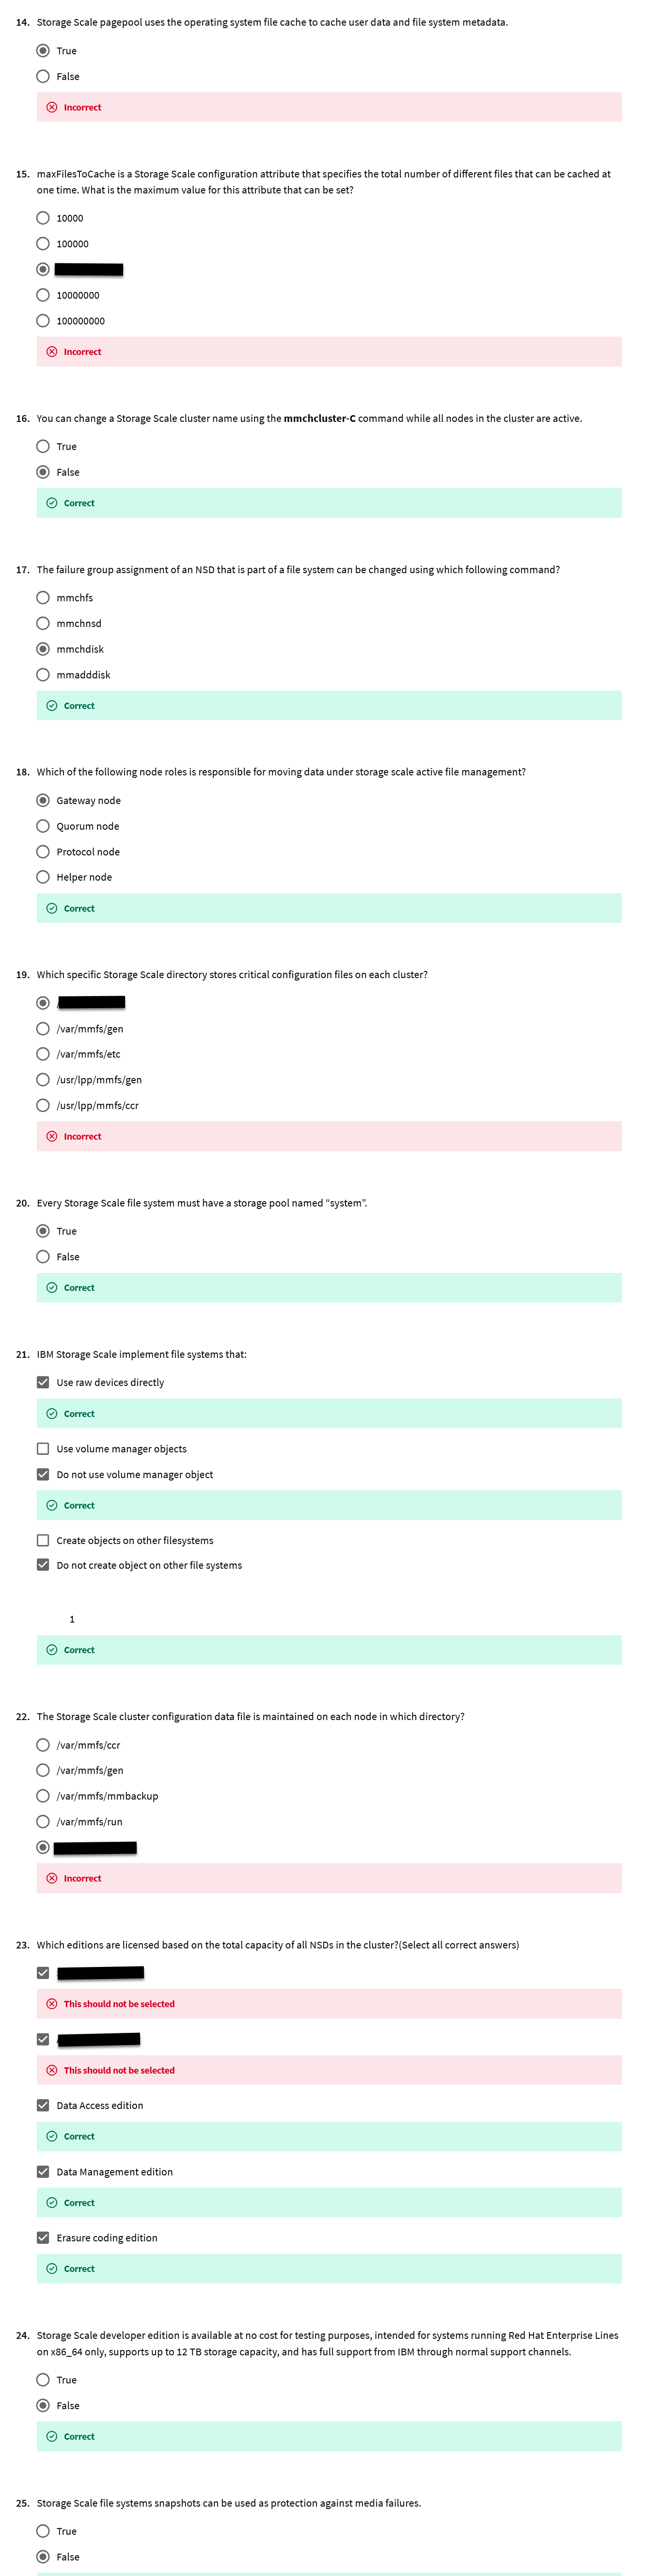 14. Storage Scale pagepool uses the operating system file cache to cache user data and file system metadata.
True
False
Incorrect
15. maxFilesToCache is a Storage Scale configuration attribute that specifies the total number of different files that can be cached at
one time. What is the maximum value for this attribute that can be set?
10000
100000
10000000
100000000
Incorrect
16. You can change a Storage Scale cluster name using the mmchcluster-C command while all nodes in the cluster are active.
True
False
Correct
17. The failure group assignment of an NSD that is part of a file system can be changed using which following command?
mmchfs
mmchnsd
mmchdisk
mmadddisk
Correct
18. Which of the following node roles is responsible for moving data under storage scale active file management?
Gateway node
Quorum node
Protocol node
Helper node
Correct
19. Which specific Storage Scale directory stores critical configuration files on each cluster?
/var/mmfs/gen
/var/mmfs/etc
/usr/lpp/mmfs/gen
/usr/lpp/mmfs/ccr
Incorrect
20. Every Storage Scale file system must have a storage pool named “system”.
True
False
Correct
21. IBM Storage Scale implement file systems that:
Use raw devices directly
Correct
Use volume manager objects
Do not use volume manager object
Correct
Create objects on other filesystems
Do not create object on other file systems
1
Correct
22. The Storage Scale cluster configuration data file is maintained on each node in which directory?
/var/mmfs/ccr
/var/mmfs/gen
/var/mmfs/mmbackup
/var/mmfs/run
Incorrect
23. Which editions are licensed based on the total capacity of all NSDs in the cluster?(Select all correct answers)
This should not be selected
This should not be selected
Data Access edition
Correct
Data Management edition
Correct
Erasure coding edition
Correct
24. Storage Scale developer edition is available at no cost for testing purposes, intended for systems running Red Hat Enterprise Lines
on x86_64 only, supports up to 12 TB storage capacity, and has full support from IBM through normal support channels.
True
False
Correct
25. Storage Scale file systems snapshots can be used as protection against media failures.
True
False